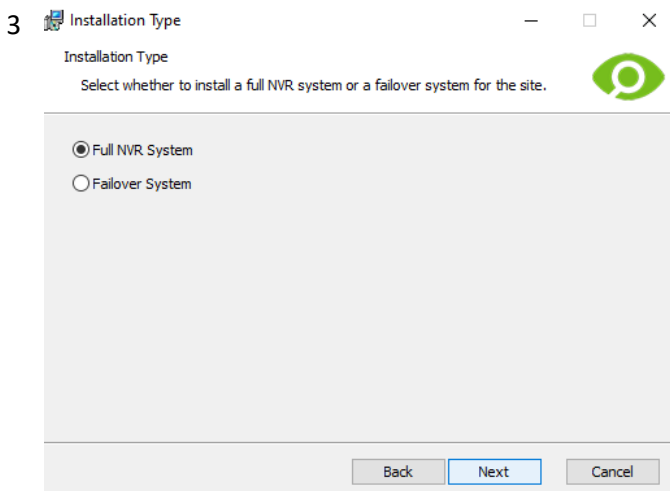 3
Installation Type
Installation Type
Select whether to install a full NVR system or a failover system for the site.
Full NVR System
Failover System
Back Next Cancel